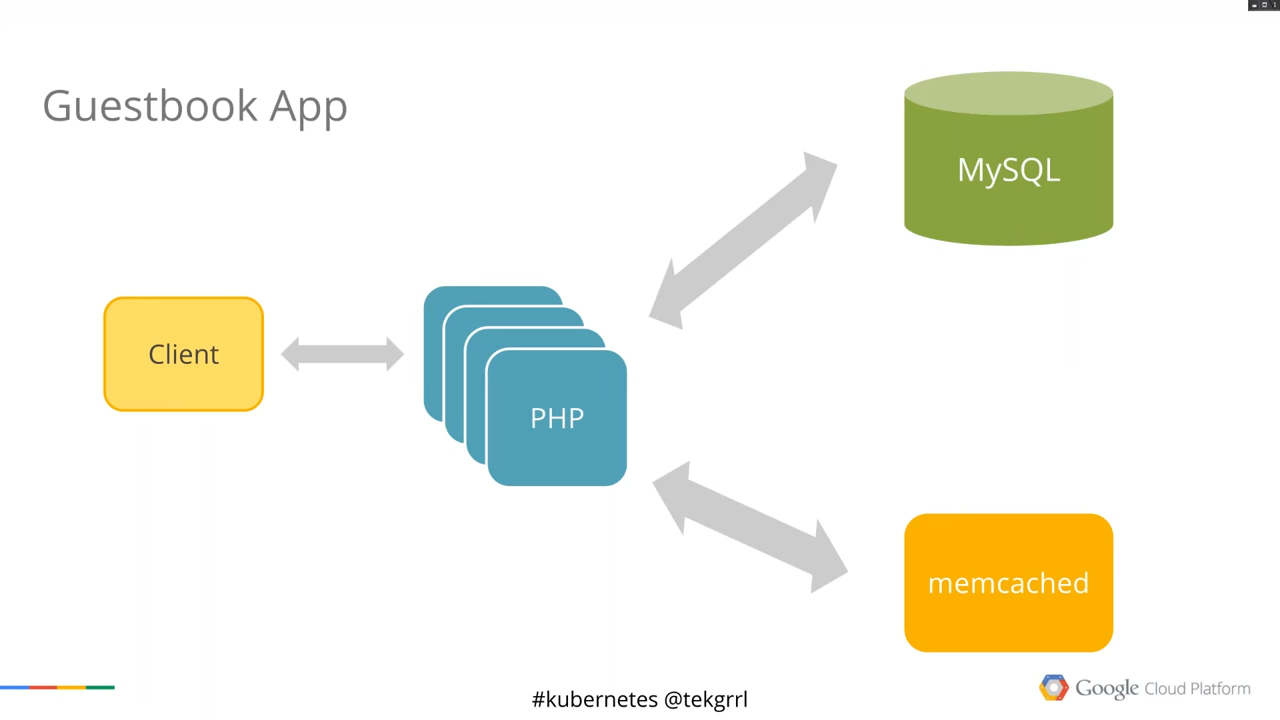 Guestbook App
MySQL
Client
PHP
memcached
#kubernetes @tekgrrl
Google Cloud Platform